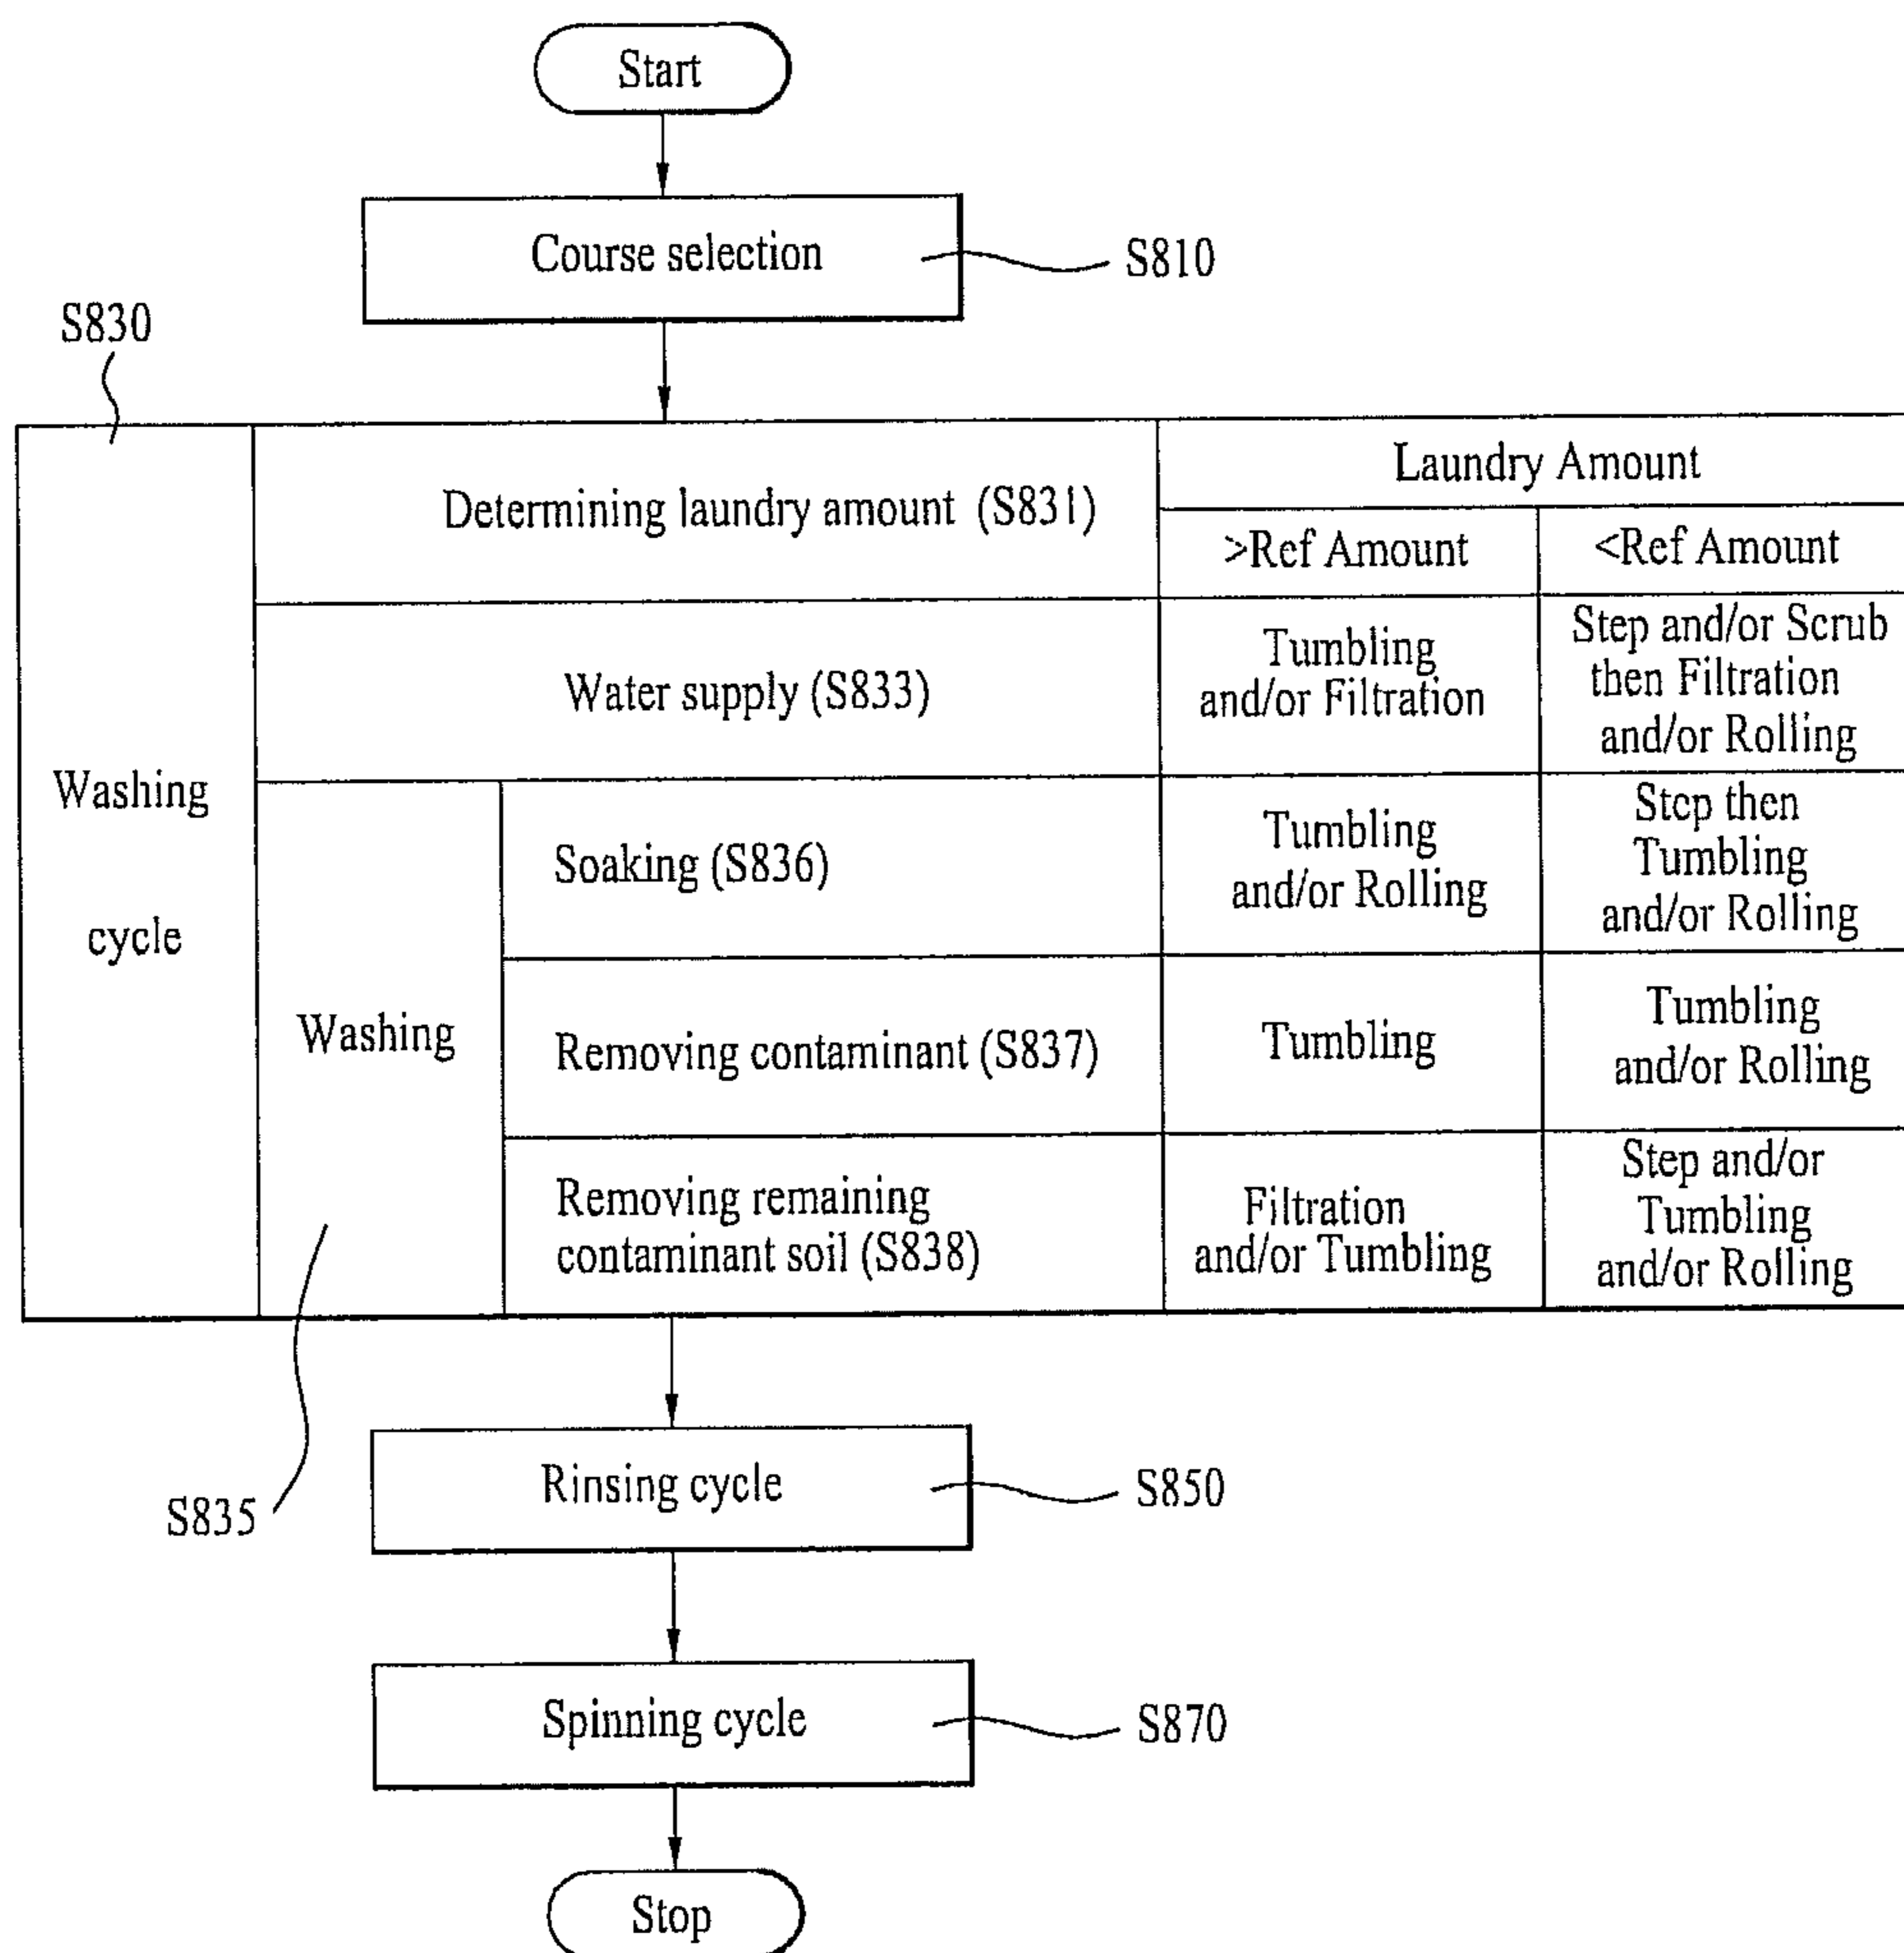 Start
Course selection
S810
S830
Determining laundry amount (S831)
Laundry Amount
>Ref Amount
<Ref Amount
Water supply (S833)
Tumbling
and/or Filtration
Step and/or Scrub
then Filtration
and/or Rolling
Washing
cycle
Washing
Soaking (S836)
Tumbling
and/or Rolling
Step then
Tumbling
and/or Rolling
Removing contaminant (S837)
Tumbling
Tumbling
and/or Rolling
Removing remaining
contaminant soil (S838)
Filtration
and/or Tumbling
Step and/or
Tumbling
and/or Rolling
S835
Rinsing cycle
S850
Spinning cycle
S870
Stop